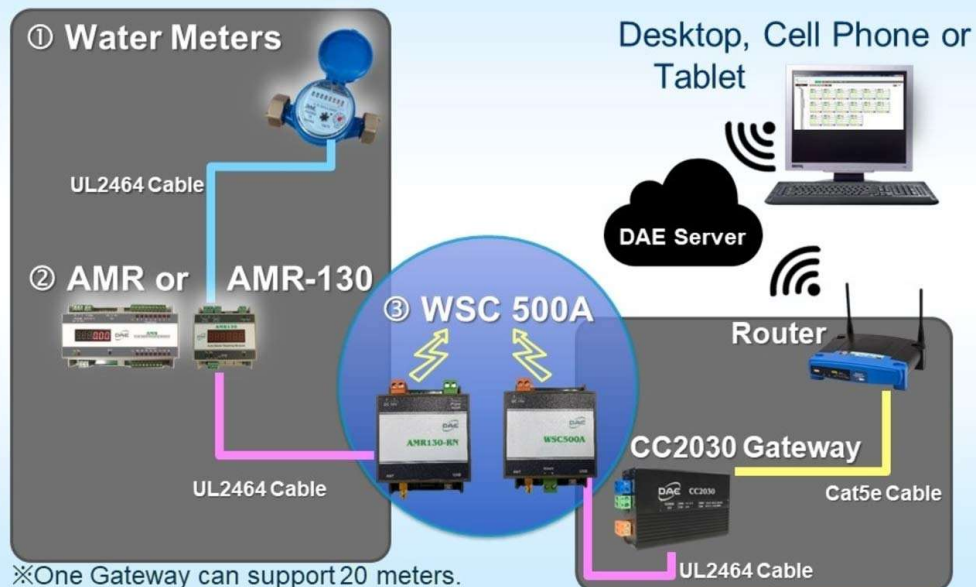 ① Water Meters
UL2464 Cable
② AMR or AMR-130
UL2464 Cable
③ WSC 500A
DAE
AMR130-RN
DAE
WSC500A
Desktop, Cell Phone or
Tablet
DAE Server
Router
CC2030 Gateway
DAE CC2030
Cat5e Cable
UL2464 Cable
※One Gateway can support 20 meters.